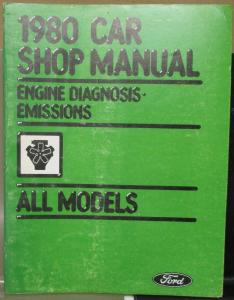 1980 CAR
SHOP MANUAL
ENGINE DIAGNOSIS-
EMISSIONS
ALL MODELS
Ford